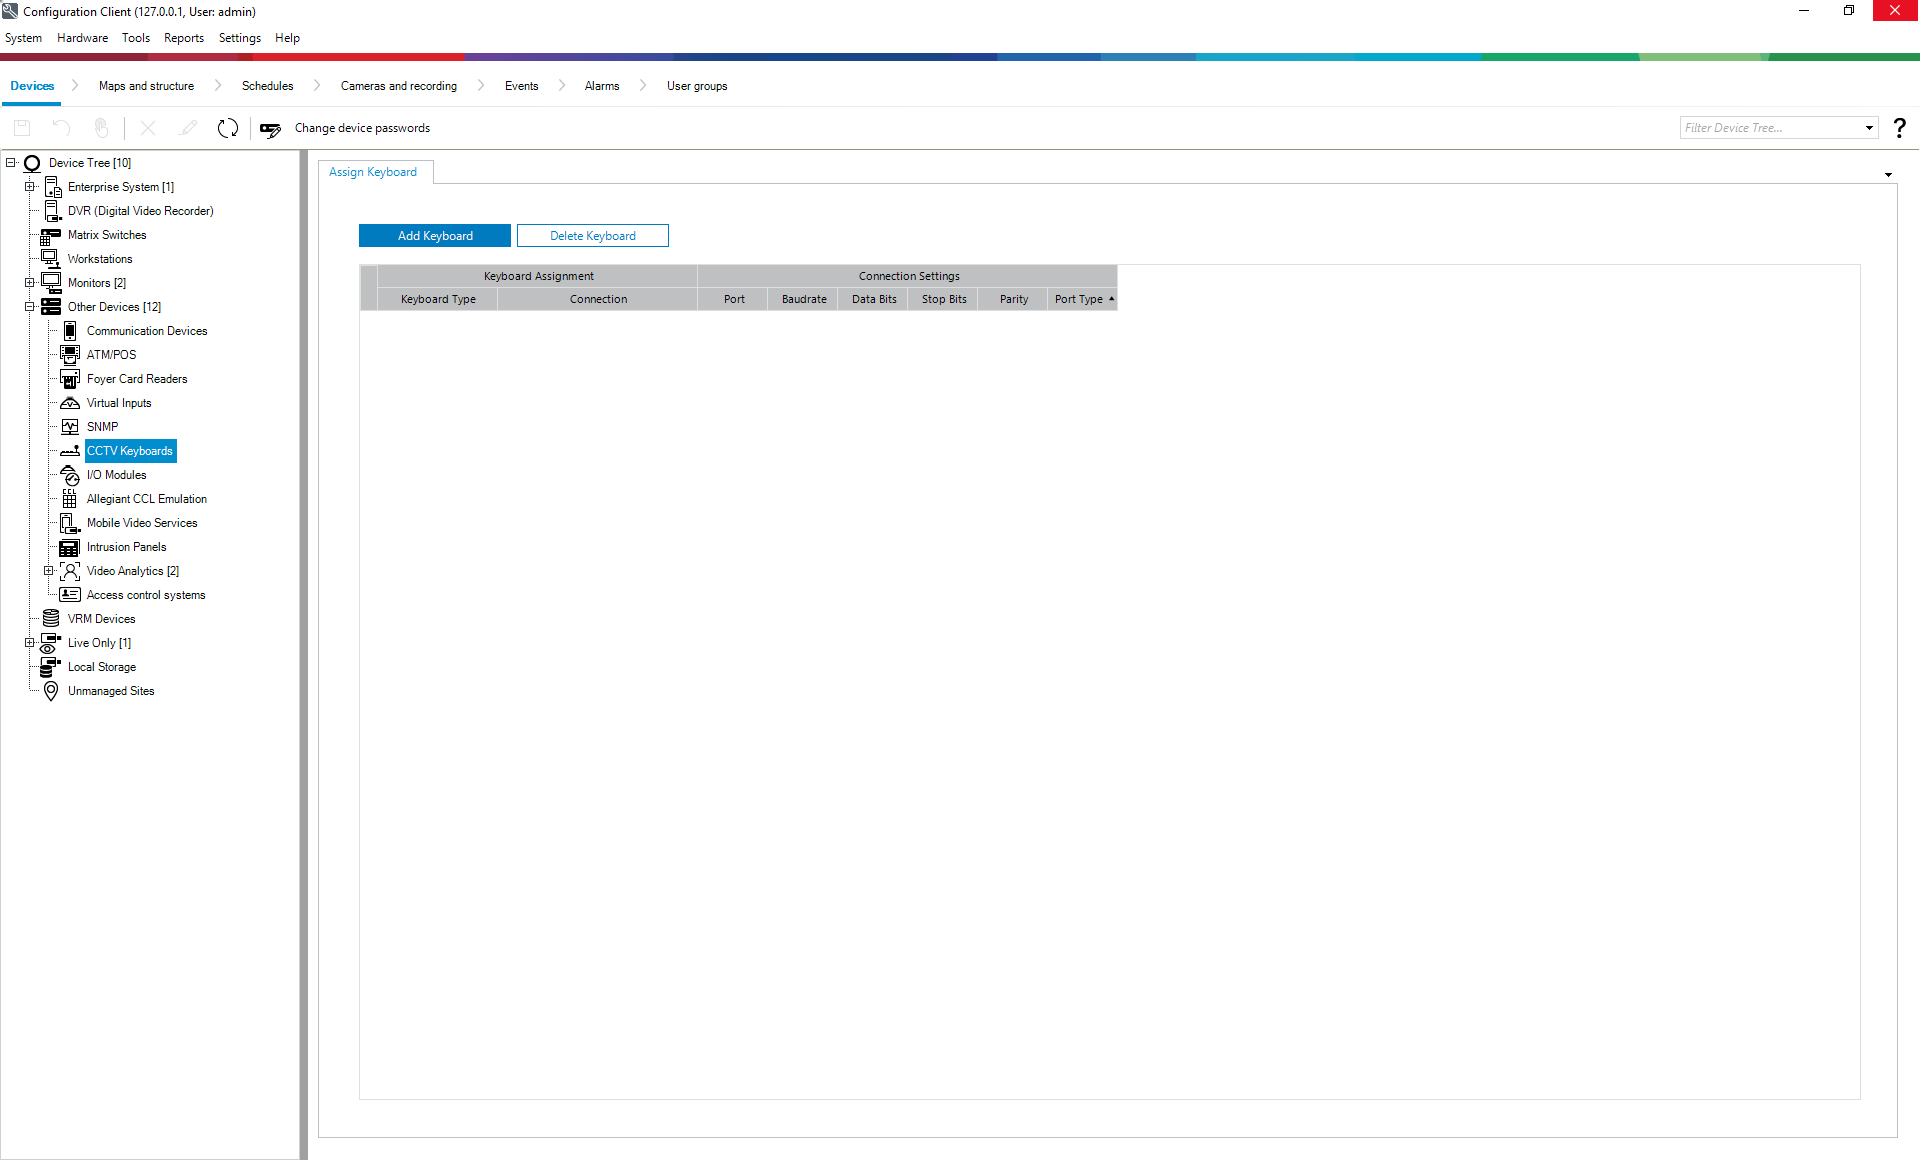 Configuration Client (127.0.0.1, User: admin)
System Hardware Tools Reports Settings Help
Devices Maps and structure Schedules Cameras and recording Events Alarms User groups
Change device passwords Filter Device Tree... ?
Device Tree [10]
Enterprise System [1]
DVR (Digital Video Recorder)
Matrix Switches
Workstations
Monitors [2]
Other Devices [12]
Communication Devices
ATM/POS
Foyer Card Readers
Virtual Inputs
SNMP
CCTV Keyboards
I/O Modules
CCL
Allegiant CCL Emulation
Mobile Video Services
Intrusion Panels
Video Analytics [2]
Access control systems
VRM Devices
Live Only [1]
Local Storage
Unmanaged Sites
Assign Keyboard
Add Keyboard Delete Keyboard
Keyboard Assignment Connection Settings
Keyboard Type Connection Port Baudrate Data Bits Stop Bits Parity Port Type